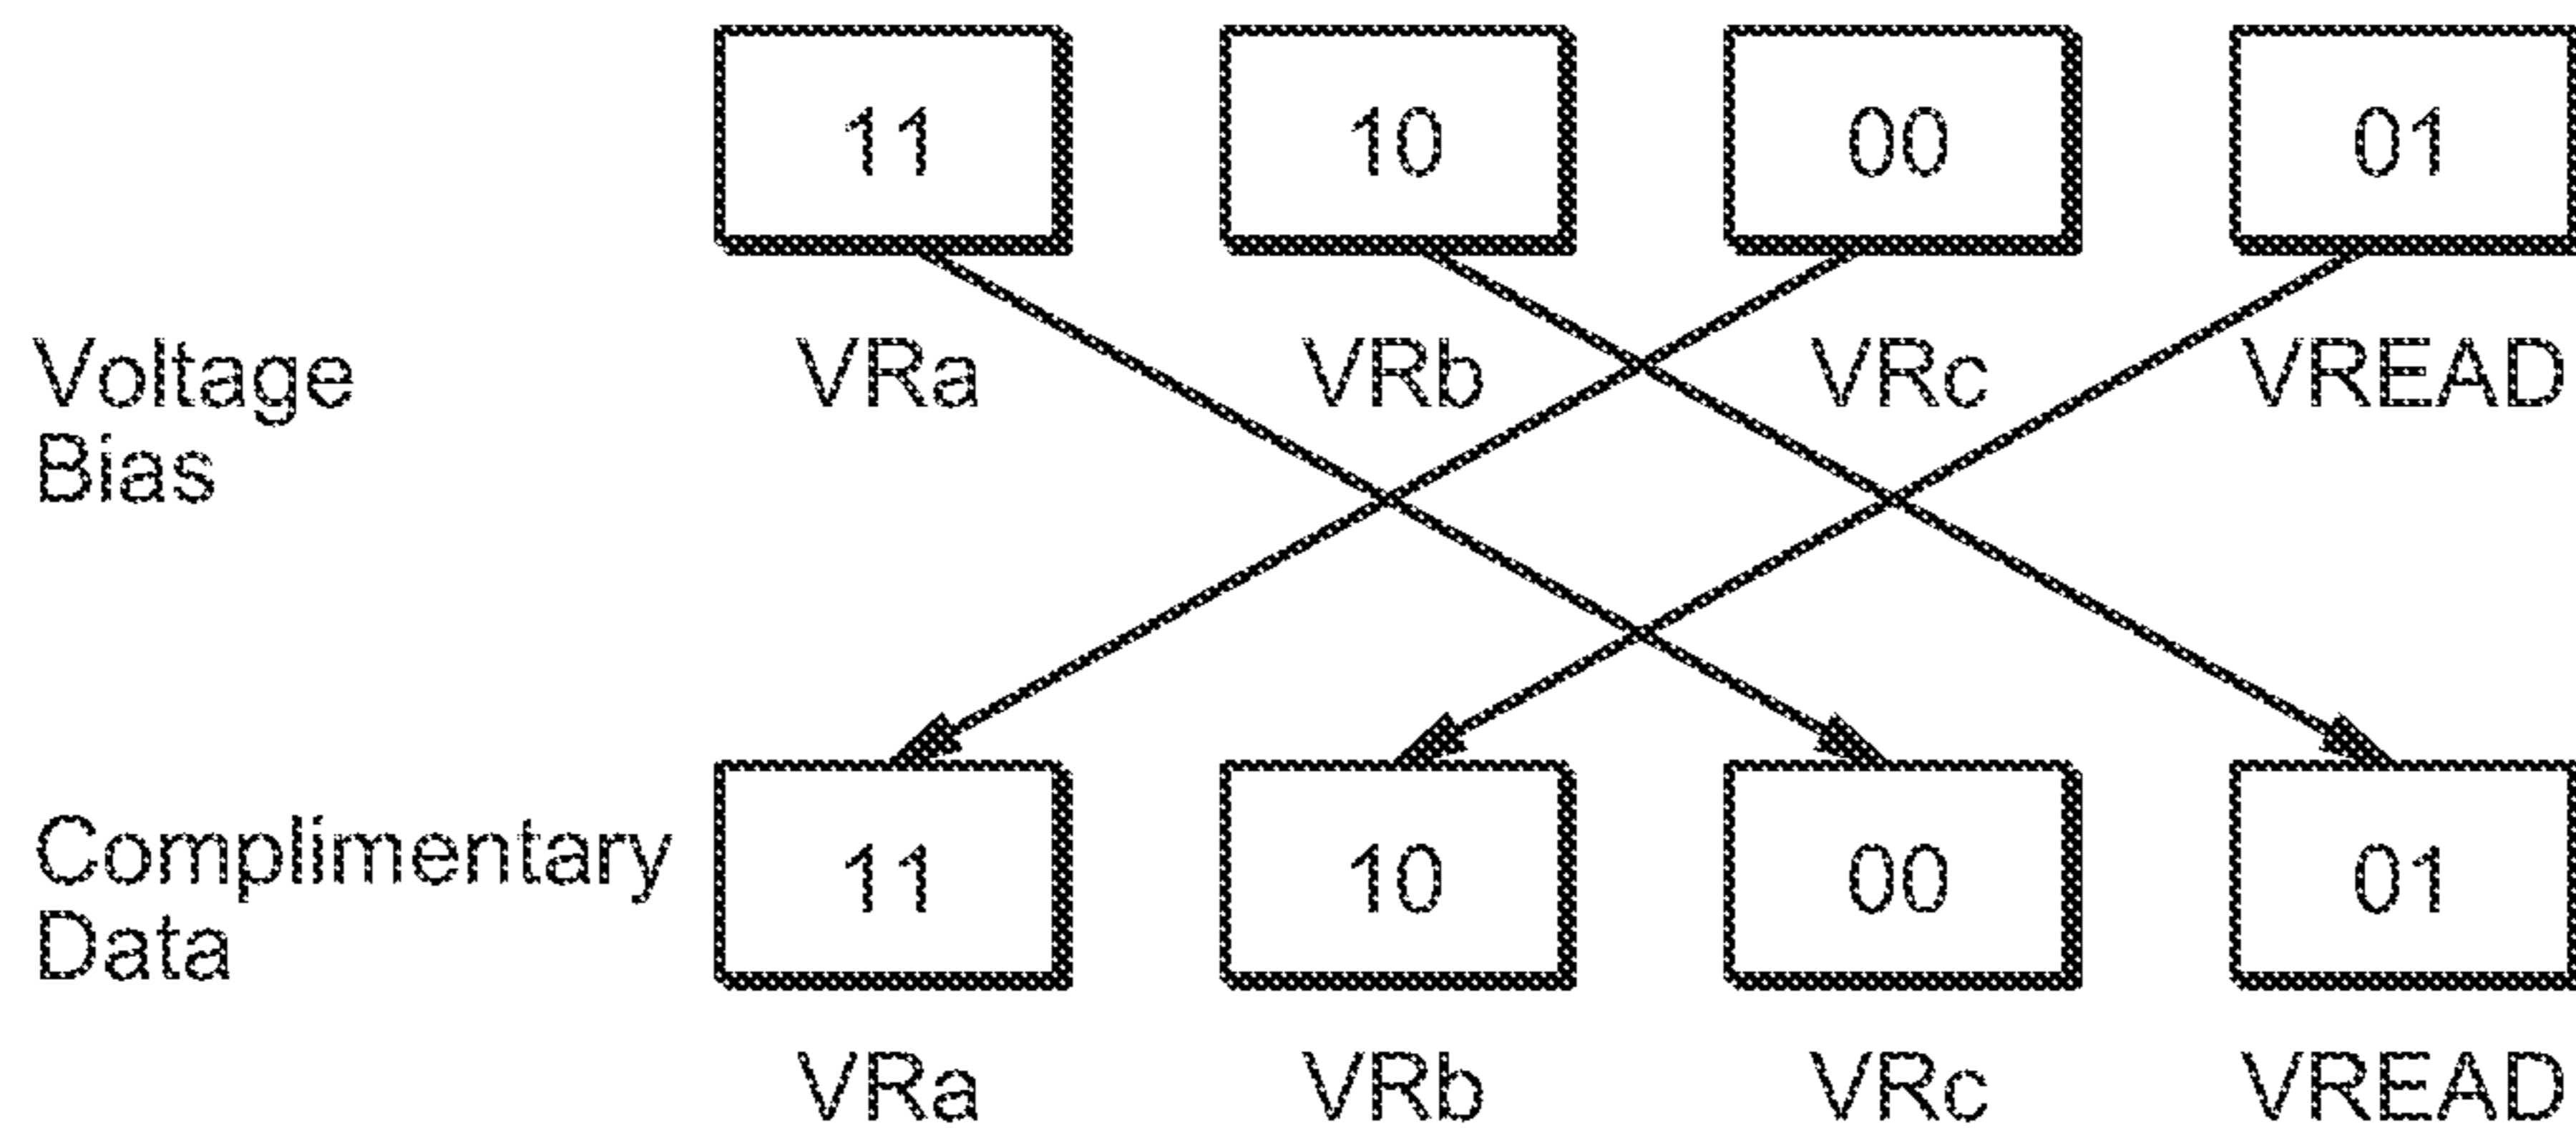 11 10 00 01
Voltage Bias VRa VRb VRc VREAD
Complimentary Data 11 10 00 01
VRa VRb VRc VREAD